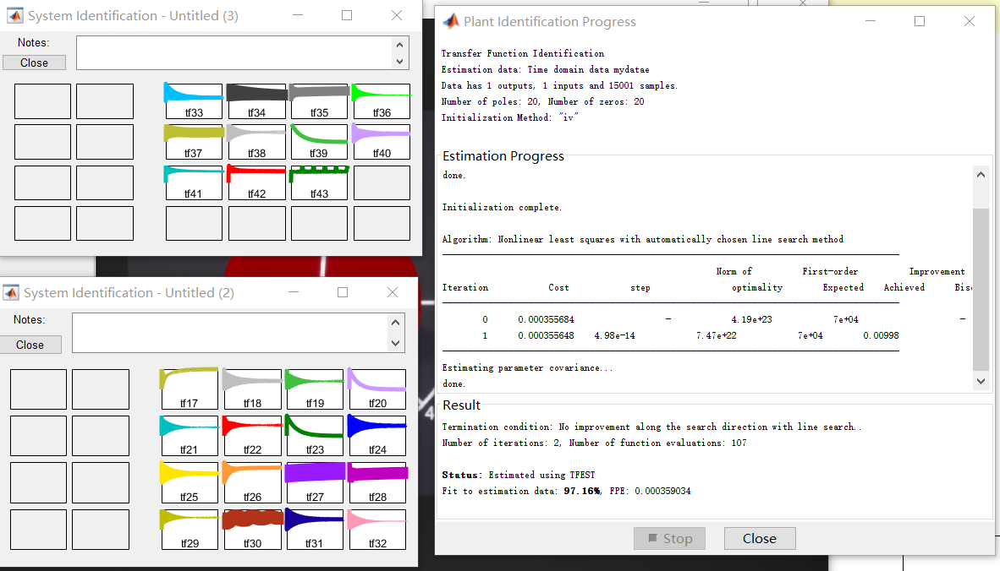 System Identification - Untitled (3)
Notes:
Close
tf33 tf34 tf35 tf36
tf37 tf38 tf39 tf40
tf41 tf42 tf43
System Identification - Untitled (2)
Notes:
Close
tf17 tf18 tf19 tf20
tf21 tf22 tf23 tf24
tf25 tf26 tf27 tf28
tf29 tf30 tf31 tf32
4
Plant Identification Progress
Transfer Function Identification
Estimation data: Time domain data mydatae
Data has 1 outputs, 1 inputs and 15001 samples.
Number of poles: 20, Number of zeros: 20
Initialization Method: "iv"
Estimation Progress
done.
Initialization complete.
Algorithm: Nonlinear least squares with automatically chosen line search method
Norm of First-order Improvement
Iteration Cost step optimality Expected Achieved Bis
0 0.000355684 - 4.19e+23 7e+04 -
1 0.000355648 4.98e-14 7.47e+22 7e+04 0.00998
Estimating parameter covariance...
done.
Result
Termination condition: No improvement along the search direction with line search..
Number of iterations: 2, Number of function evaluations: 107
Status: Estimated using TFEST
Fit to estimation data: 97.16%, FPE: 0.000359034
Stop Close